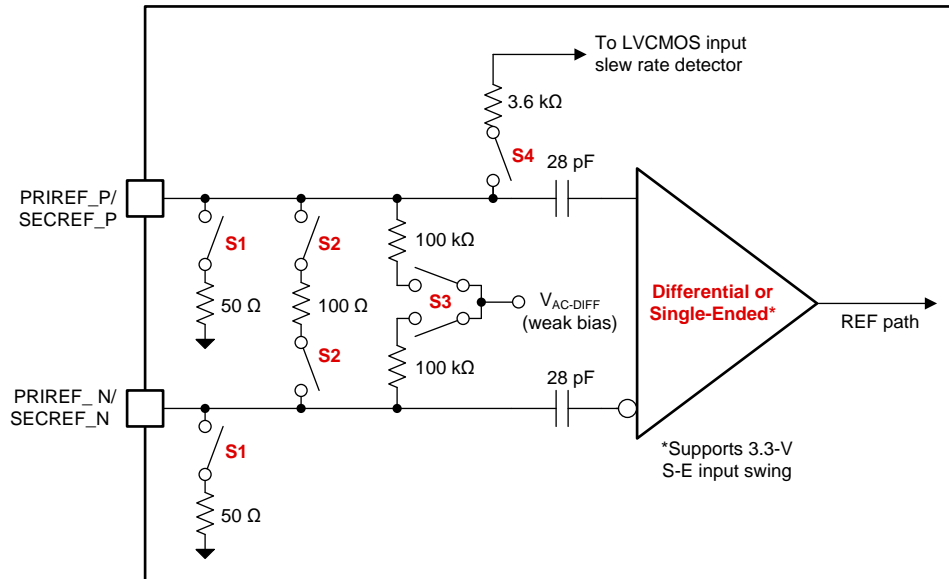 To LVCMOS input
slew rate detector
3.6 kΩ
S4
28 pF
PRIREF_P/
SECREF_P
S1
S2
100 kΩ
50 Ω
100 Ω
S3
V_AC-DIFF
(weak bias)
Differential or
Single-Ended*
REF path
S2
100 kΩ
PRIREF_ N/
SECREF_N
28 pF
S1
*Supports 3.3-V
S-E input swing
50 Ω